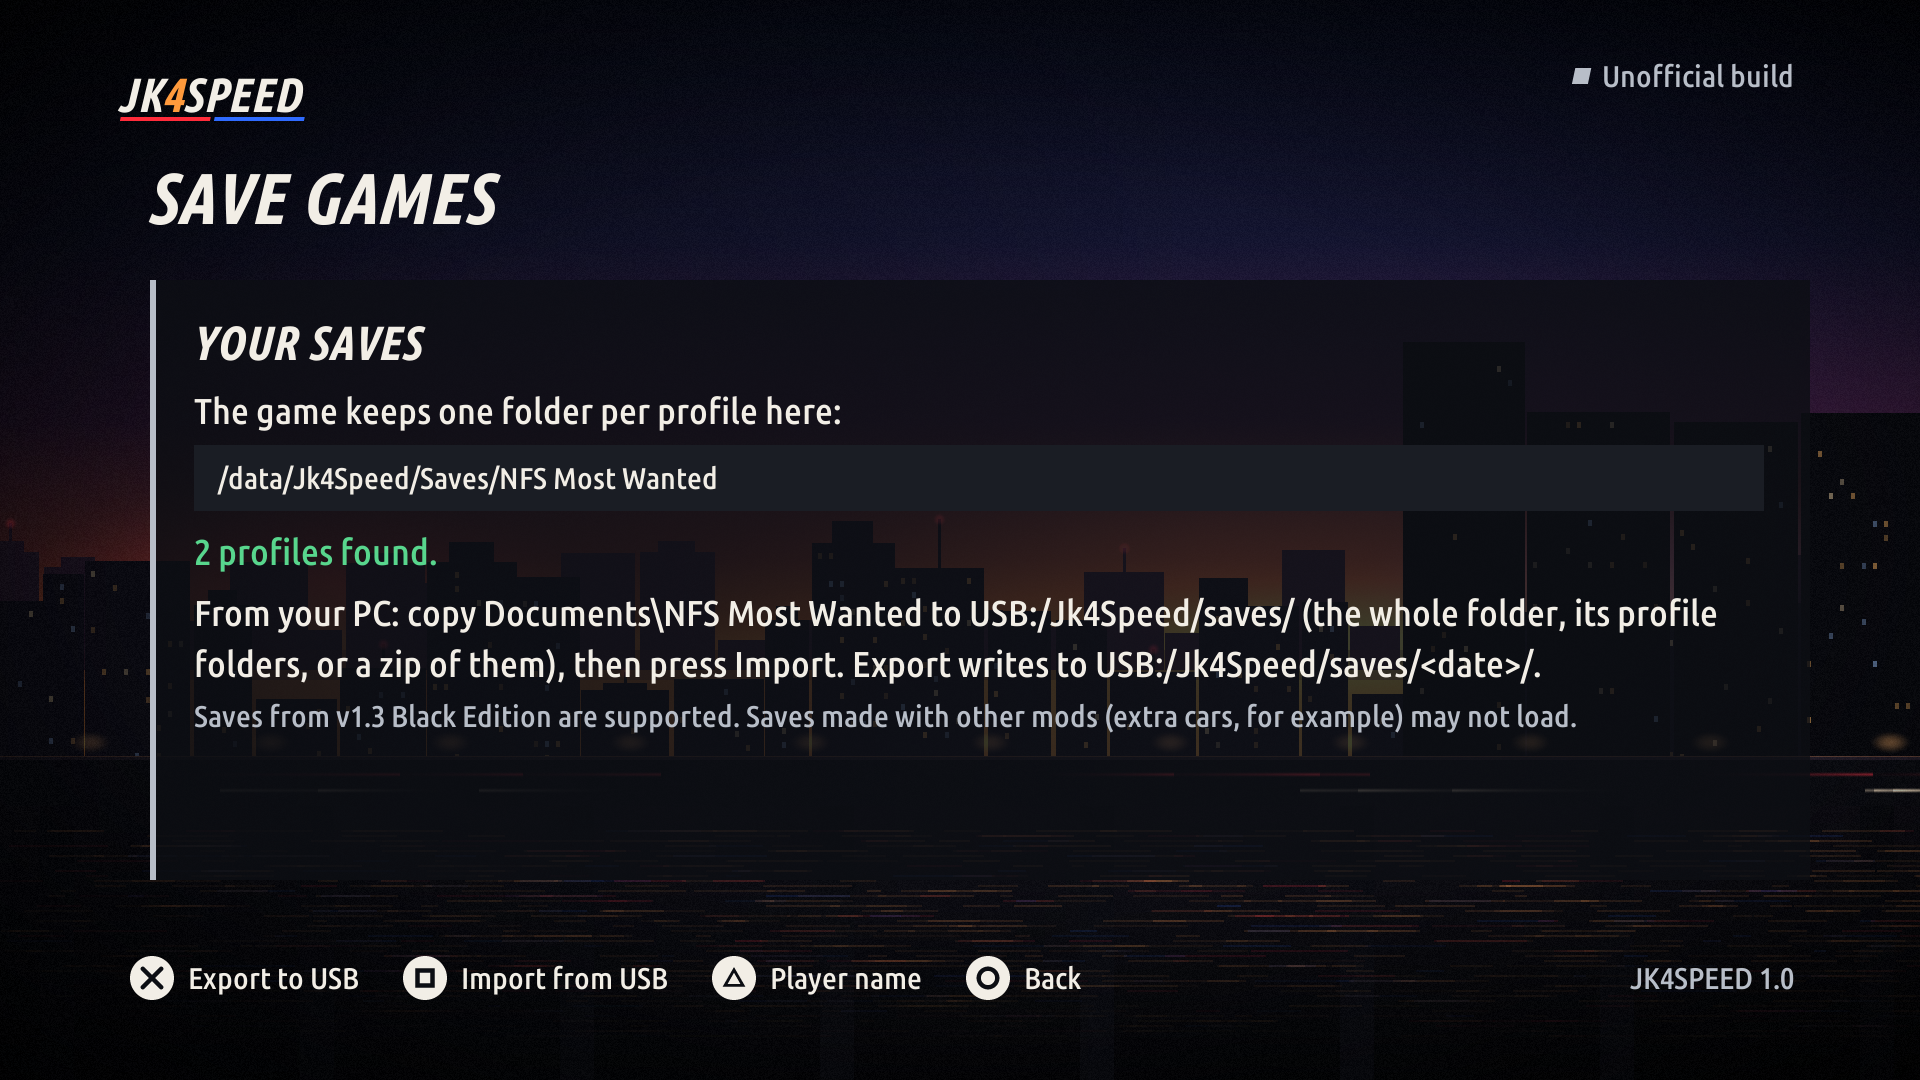 JK4SPEED
Unofficial build
SAVE GAMES
YOUR SAVES
The game keeps one folder per profile here:
/data/Jk4Speed/Saves/NFS Most Wanted
2 profiles found.
From your PC: copy Documents\NFS Most Wanted to USB:/Jk4Speed/saves/ (the whole folder, its profile
folders, or a zip of them), then press Import. Export writes to USB:/Jk4Speed/saves/<date>/.
Saves from v1.3 Black Edition are supported. Saves made with other mods (extra cars, for example) may not load.
Export to USB
Import from USB
Player name
Back
JK4SPEED 1.0